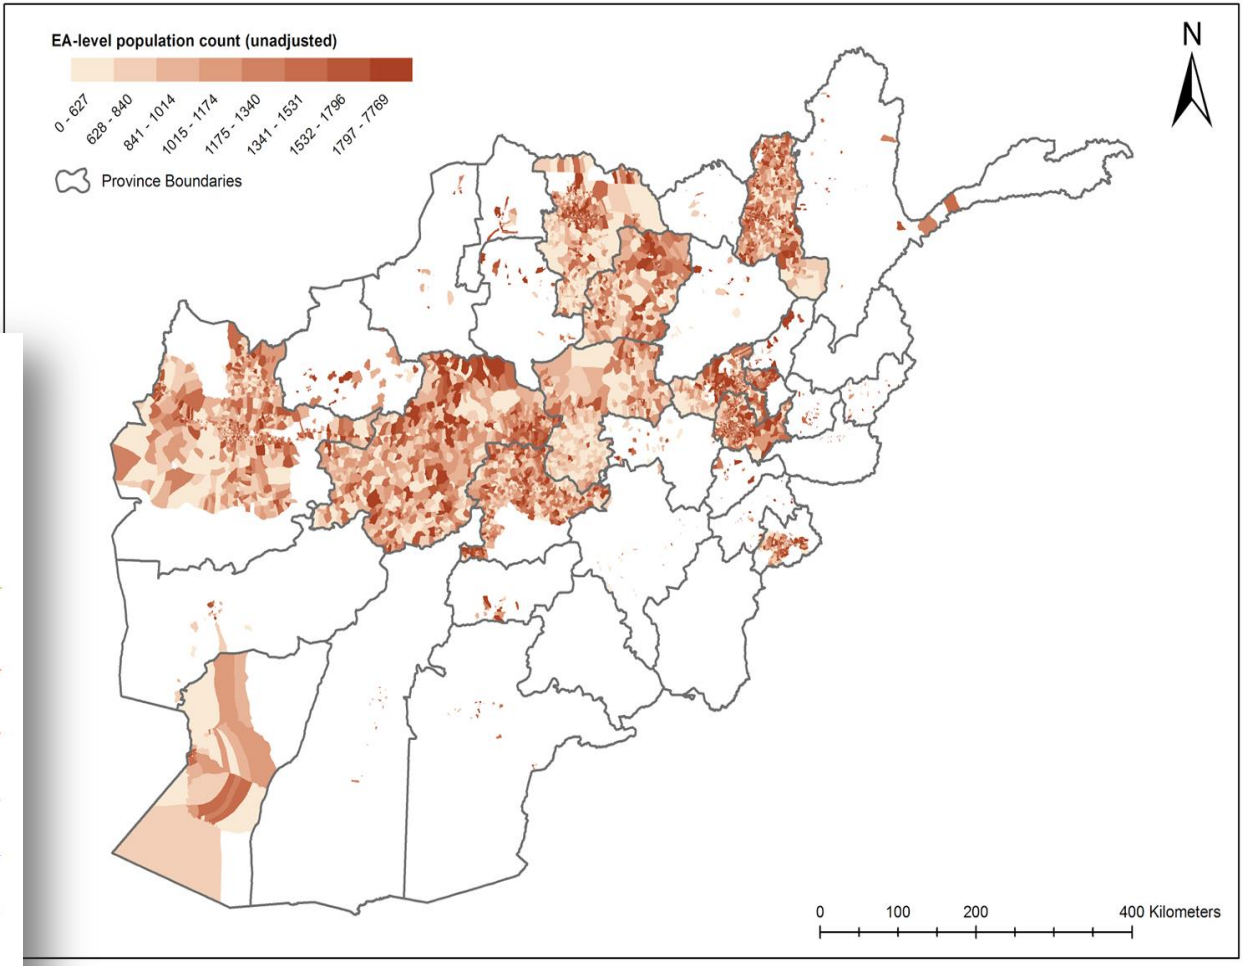 EA-level population count (unadjusted)
0 - 627
628 - 840
841 - 1014
1015 - 1174
1175 - 1340
1341 - 1531
1532 - 1796
1797 - 7769
Province Boundaries
N
0 100 200 400 Kilometers